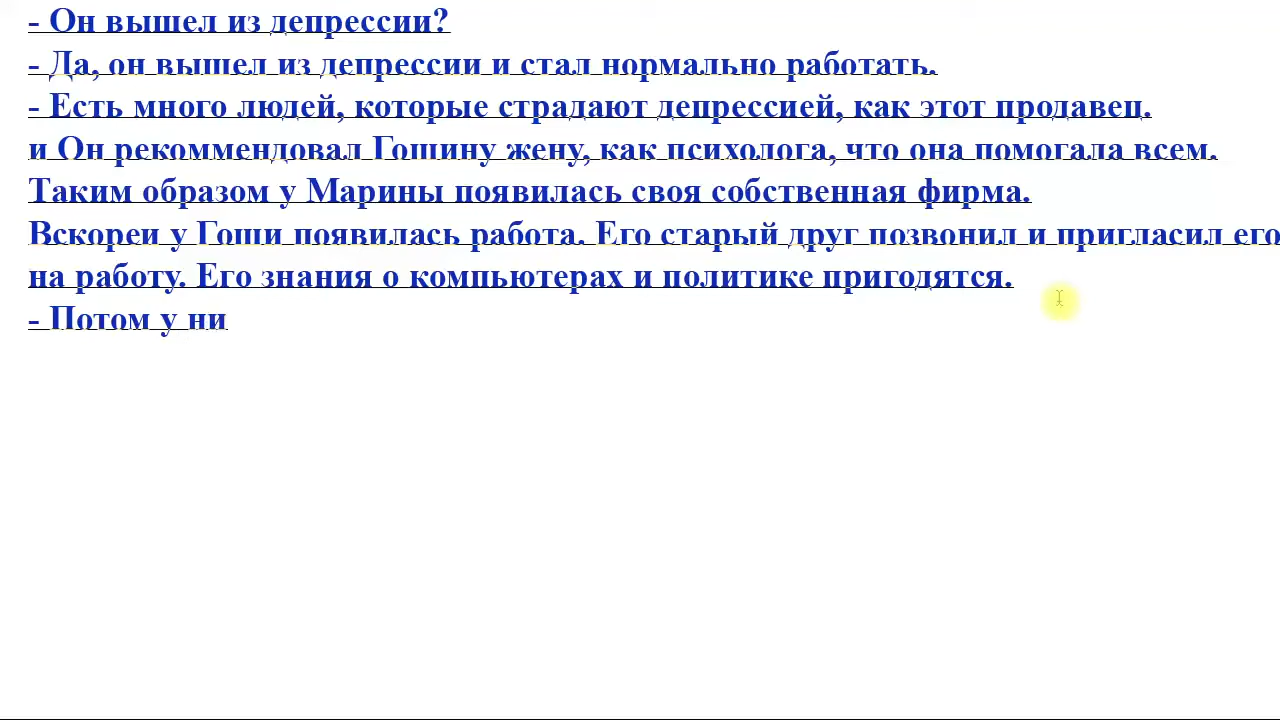 - Он вышел из депрессии?
- Да, он вышел из депрессии и стал нормально работать.
- Есть много людей, которые страдают депрессией, как этот продавец.
и Он рекоммендовал Гошину жену, как психолога, что она помогала всем.
Таким образом у Марины появилась своя собственная фирма.
Вскореи у Гоши появилась работа. Его старый друг позвонил и пригласил его
на работу. Его знания о компьютерах и политике пригодятся.
- Потом у ни